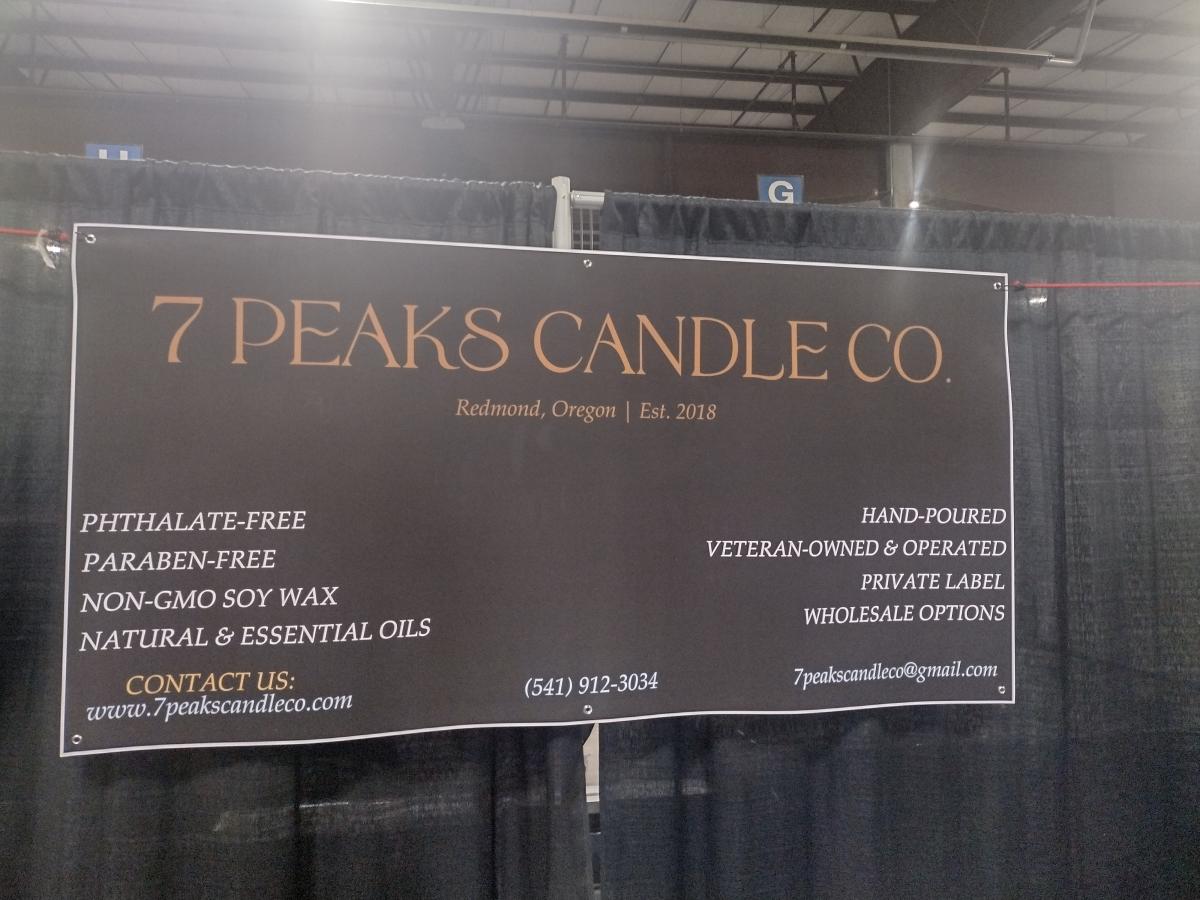 G
7 PEAKS CANDLE CO.
Redmond, Oregon | Est. 2018
PHTHALATE-FREE
PARABEN-FREE
NON-GMO SOY WAX
NATURAL & ESSENTIAL OILS
HAND-POURED
VETERAN-OWNED & OPERATED
PRIVATE LABEL
WHOLESALE OPTIONS
CONTACT US:
www.7peakscandleco.com
(541) 912-3034
7peakscandleco@gmail.com